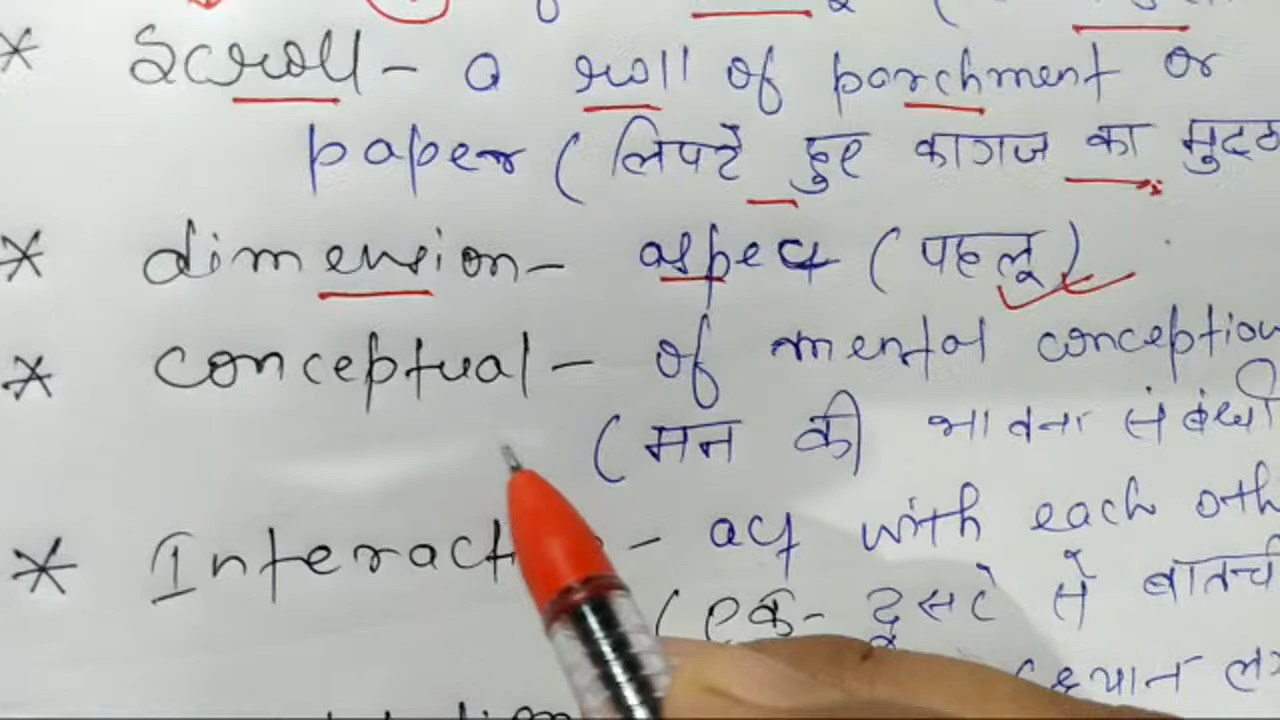 * Scroll - a roll of parchment or
paper ( लिपटे हुए कागज का
* dimension - aspect (पहलू)
* conceptual - of mental conception
(मन की भावना संबंधी
* - act with each
(एक- दूसरे से